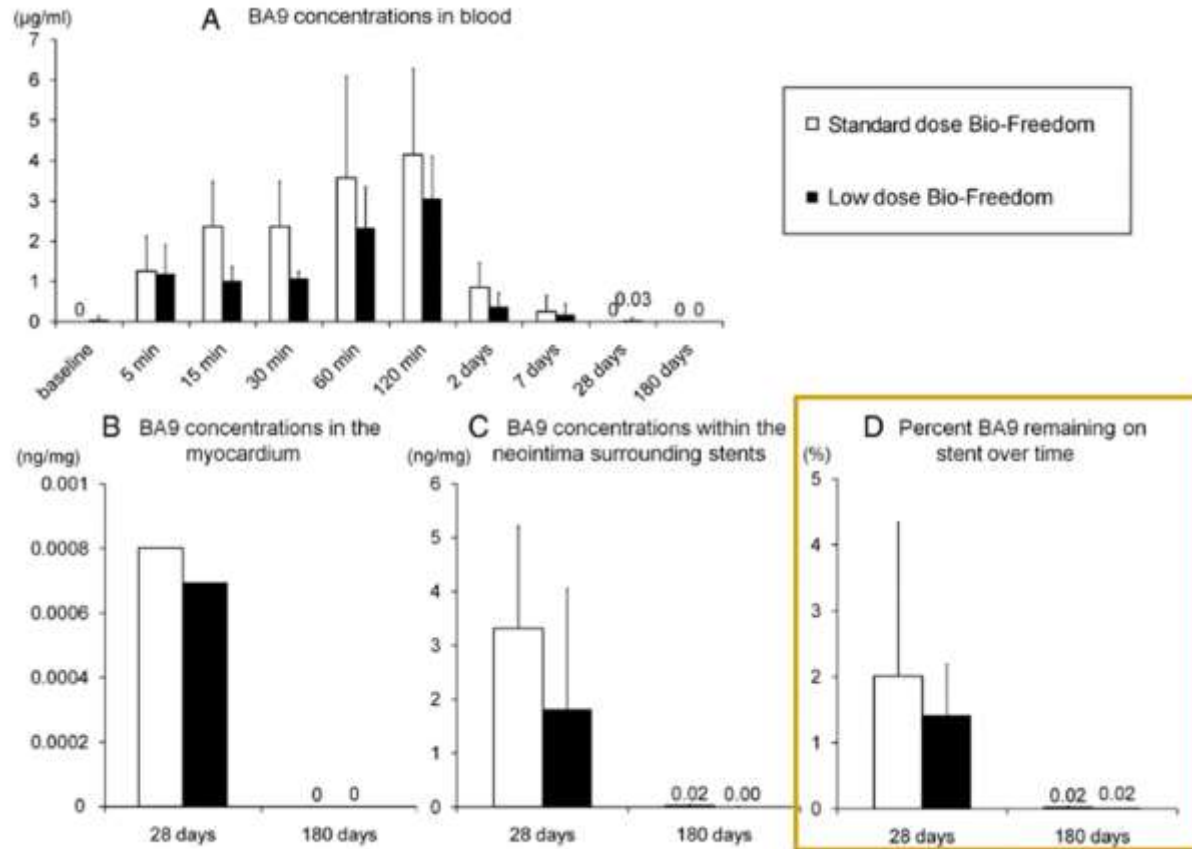 A BA9 concentrations in blood
(µg/ml)
7
6
5
4
3
2
1
0
0
0 0.03
0 0
baseline
5 min
15 min
30 min
60 min
120 min
2 days
7 days
28 days
180 days
Standard dose Bio-Freedom
Low dose Bio-Freedom
B BA9 concentrations in the
myocardium
(ng/mg)
0.001
0.0008
0.0006
0.0004
0.0002
0
0 0
28 days 180 days
C BA9 concentrations within the
neointima surrounding stents
(ng/mg)
6
5
4
3
2
1
0
0.02 0.00
28 days 180 days
D Percent BA9 remaining on
stent over time
(%)
5
4
3
2
1
0
0.02 0.02
28 days 180 days